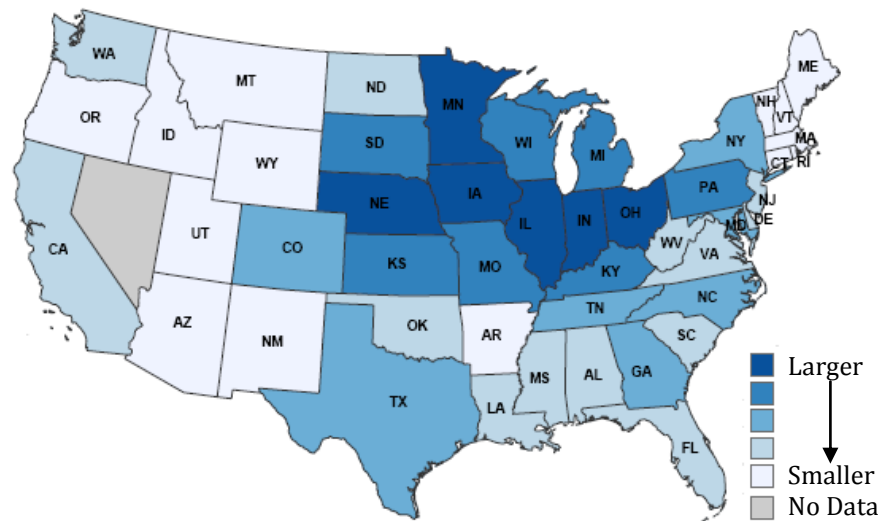 WA
MT
ND
MN
ME
OR
ID
SD
WI
MI
NY
NH
VT
MA
CT
RI
WY
NE
IA
PA
NJ
IL
IN
OH
DE
MD
CA
UT
CO
KS
MO
KY
WV
VA
TN
NC
AZ
NM
OK
AR
SC
MS
AL
GA
TX
LA
FL
Larger
Smaller
No Data